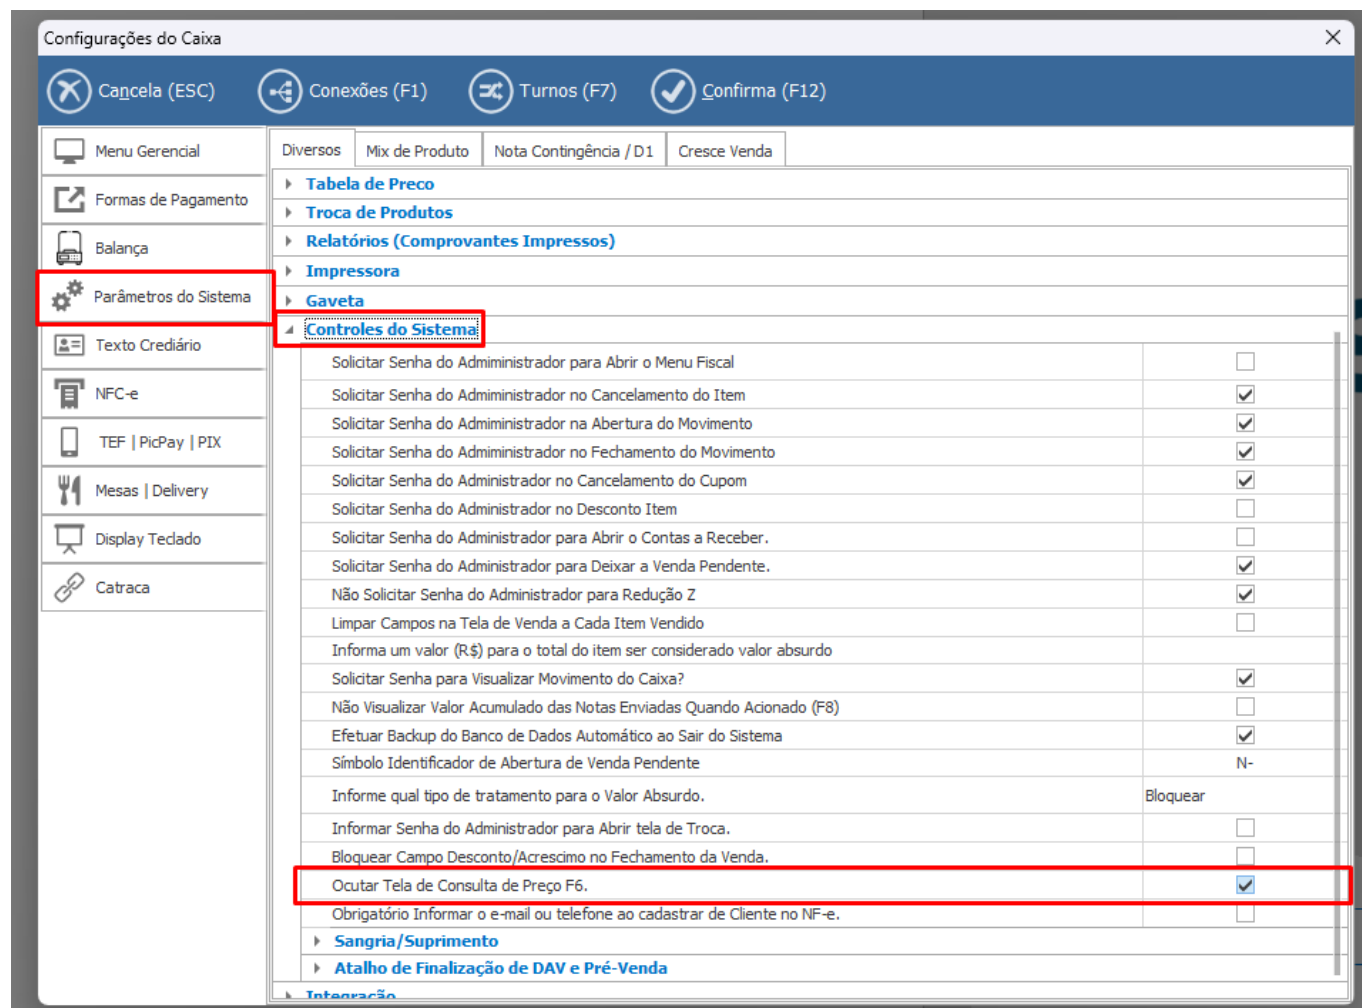 Configurações do Caixa
Cancela (ESC)
Conexões (F1)
Turnos (F7)
Confirma (F12)
Menu Gerencial
Formas de Pagamento
Balança
Parâmetros do Sistema
Texto Crediário
NFC-e
TEF | PicPay | PIX
Mesas | Delivery
Display Teclado
Catraca
Diversos
Mix de Produto
Nota Contingência / D1
Cresce Venda
Tabela de Preco
Troca de Produtos
Relatórios (Comprovantes Impressos)
Impressora
Gaveta
Controles do Sistema
Solicitar Senha do Admiministrador para Abrir o Menu Fiscal
Solicitar Senha do Admiministrador no Cancelamento do Item
Solicitar Senha do Admiministrador na Abertura do Movimento
Solicitar Senha do Admiministrador no Fechamento do Movimento
Solicitar Senha do Administrador no Cancelamento do Cupom
Solicitar Senha do Administrador no Desconto Item
Solicitar Senha do Administrador para Abrir o Contas a Receber.
Solicitar Senha do Administrador para Deixar a Venda Pendente.
Não Solicitar Senha do Administrador para Redução Z
Limpar Campos na Tela de Venda a Cada Item Vendido
Informa um valor (R$) para o total do item ser considerado valor absurdo
Solicitar Senha para Visualizar Movimento do Caixa?
Não Visualizar Valor Acumulado das Notas Enviadas Quando Acionado (F8)
Efetuar Backup do Banco de Dados Automático ao Sair do Sistema
Símbolo Identificador de Abertura de Venda Pendente N-
Informe qual tipo de tratamento para o Valor Absurdo. Bloquear
Informar Senha do Administrador para Abrir tela de Troca.
Bloquear Campo Desconto/Acrescimo no Fechamento da Venda.
Ocutar Tela de Consulta de Preço F6.
Obrigatório Informar o e-mail ou telefone ao cadastrar de Cliente no NF-e.
Sangria/Suprimento
Atalho de Finalização de DAV e Pré-Venda
Integração